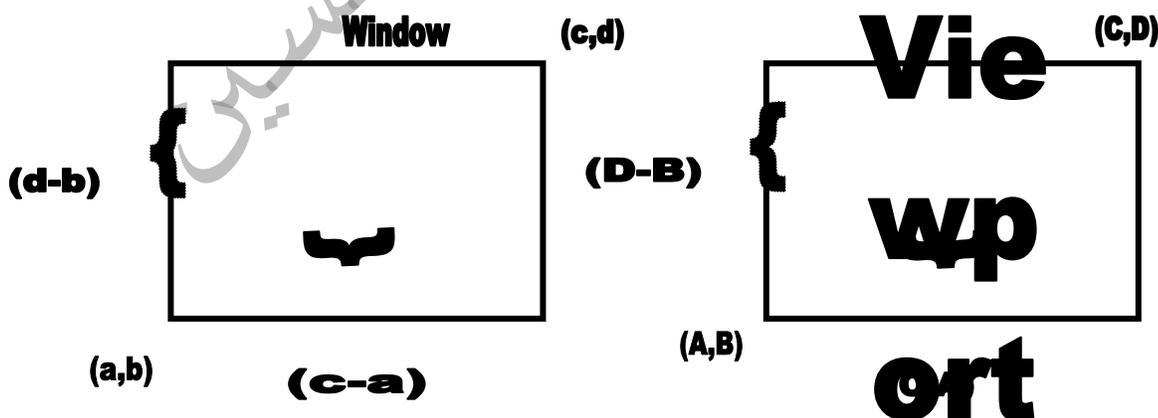 Window (c,d)
(d-b)
(a,b)
(c-a)
Vie
wp
ort
(C,D)
(D-B)
(A,B)